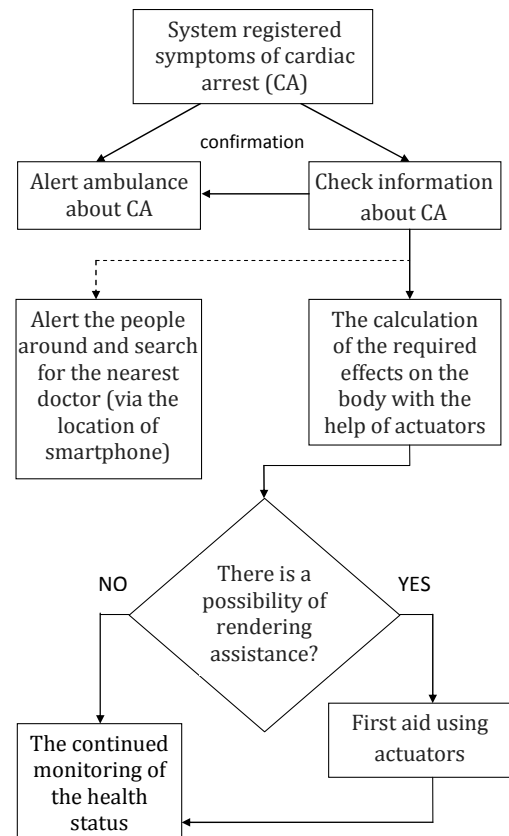 System registered
symptoms of cardiac
arrest (CA)
confirmation
Alert ambulance
about CA
Check information
about CA
Alert the people
around and search
for the nearest
doctor (via the
location of
smartphone)
The calculation
of the required
effects on the
body with the
help of actuators
NO
There is a
possibility of
rendering
assistance?
YES
The continued
monitoring of
the health
status
First aid using
actuators